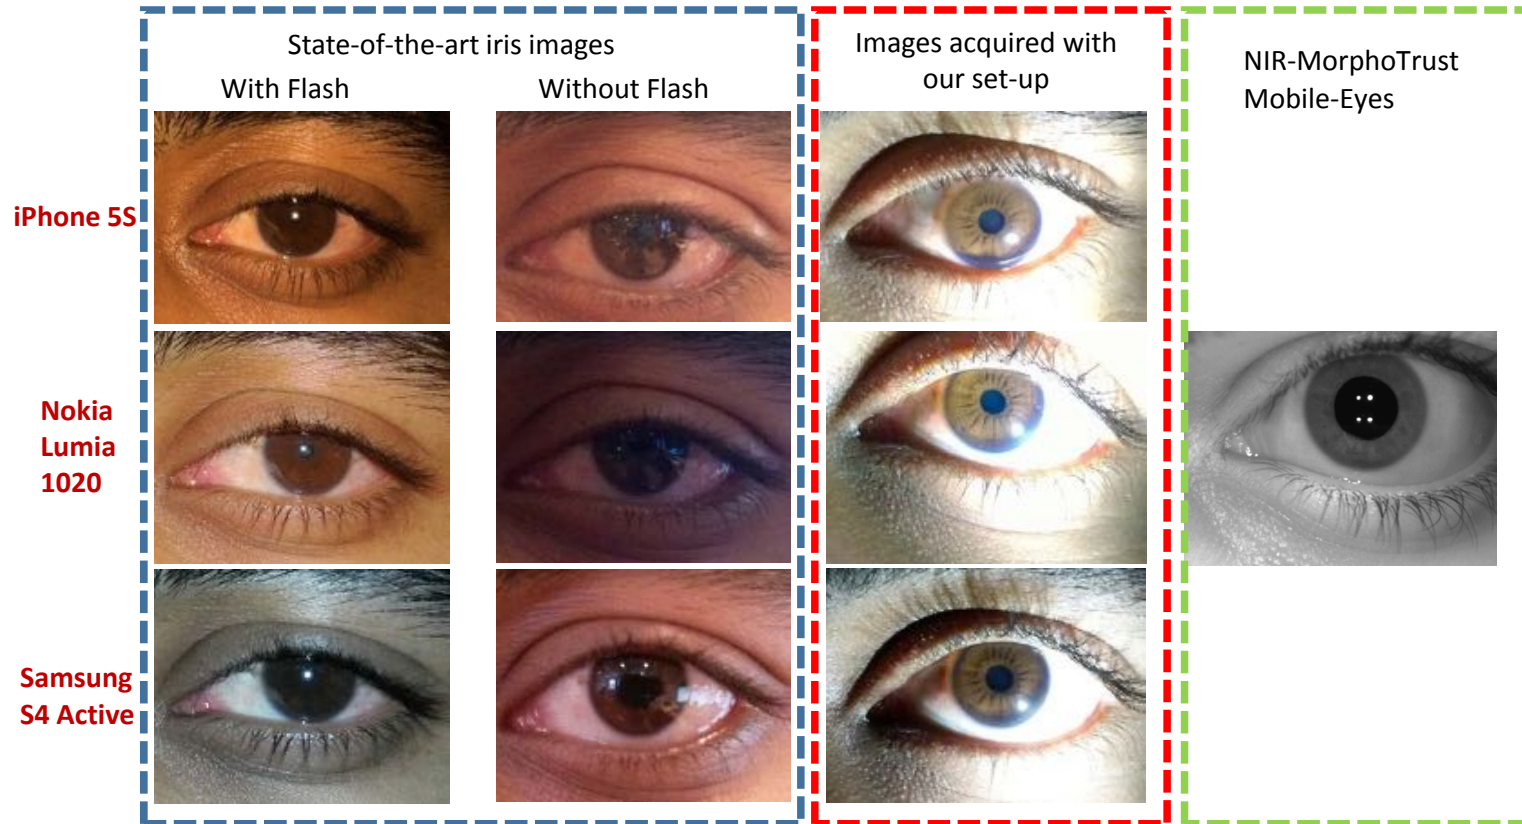 State-of-the-art iris images
With Flash
Without Flash
Images acquired with
our set-up
NIR-MorphoTrust
Mobile-Eyes
iPhone 5S
Nokia
Lumia
1020
Samsung
S4 Active